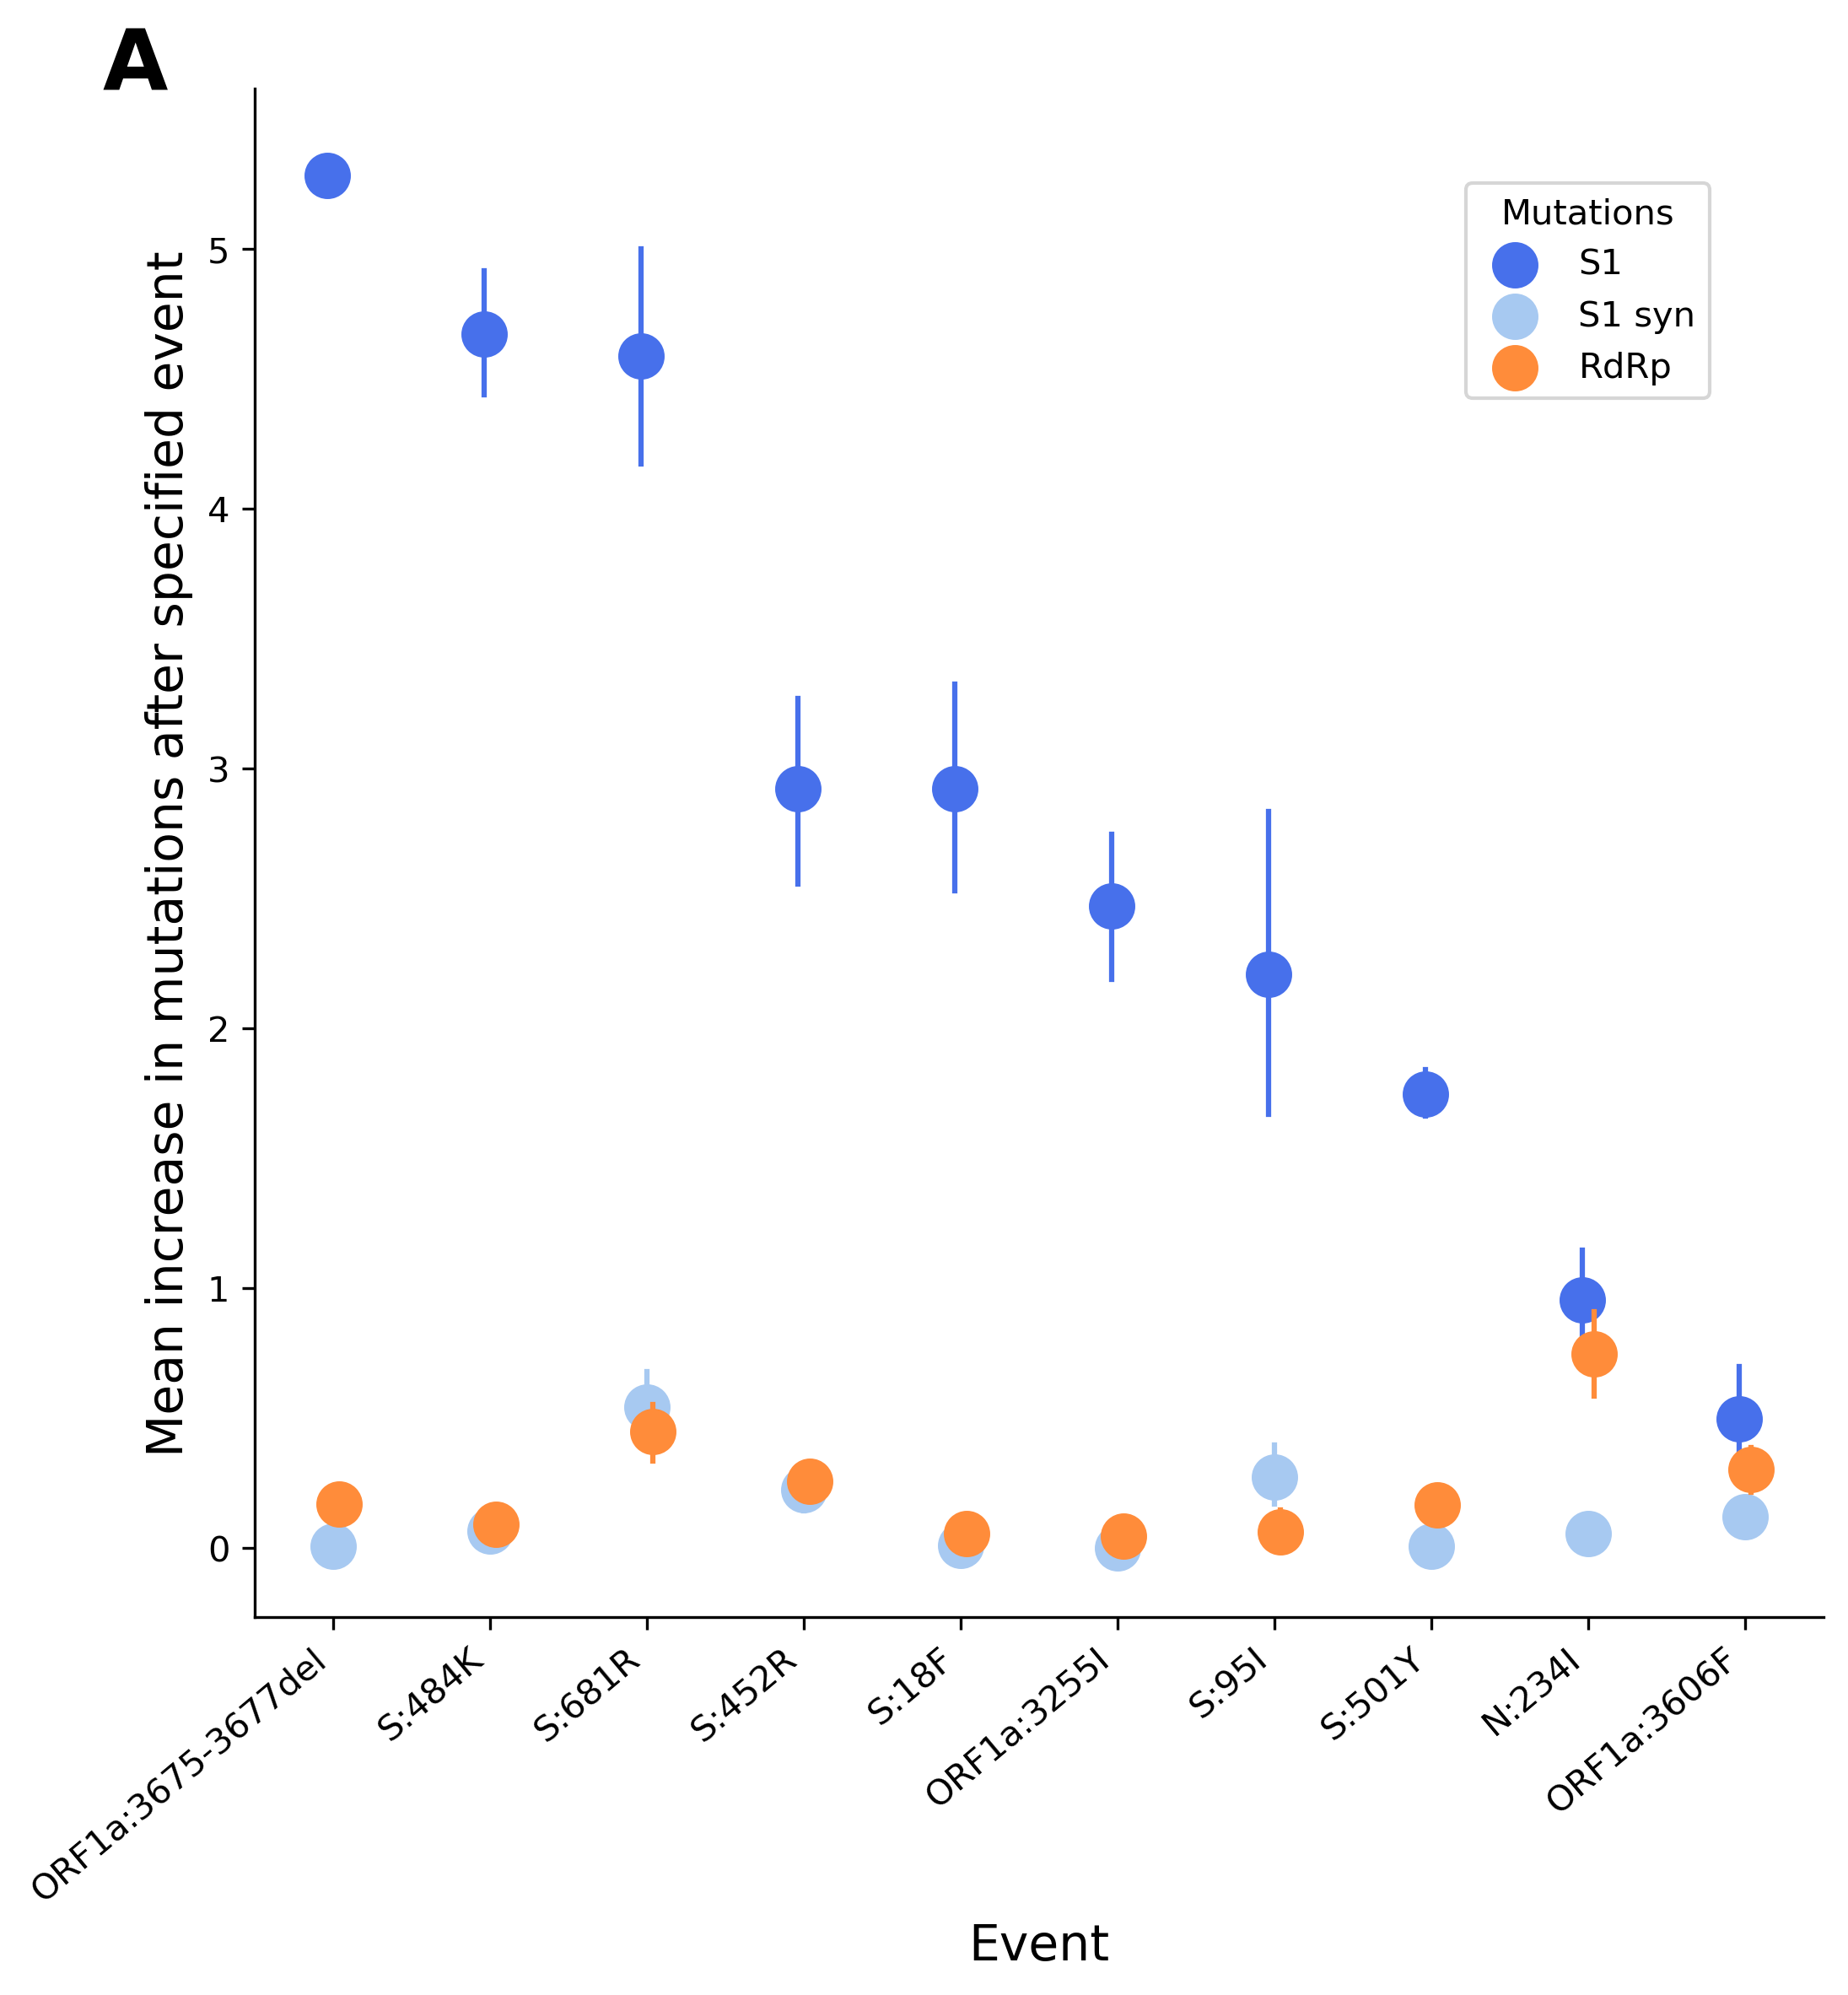 A
Mean increase in mutations after specified event
5
4
3
2
1
0
Mutations
S1
S1 syn
RdRp
ORF1a:3675-3677del
S:484K
S:681R
S:452R
S:18F
ORF1a:3255I
S:95I
S:501Y
N:234I
ORF1a:3606F
Event